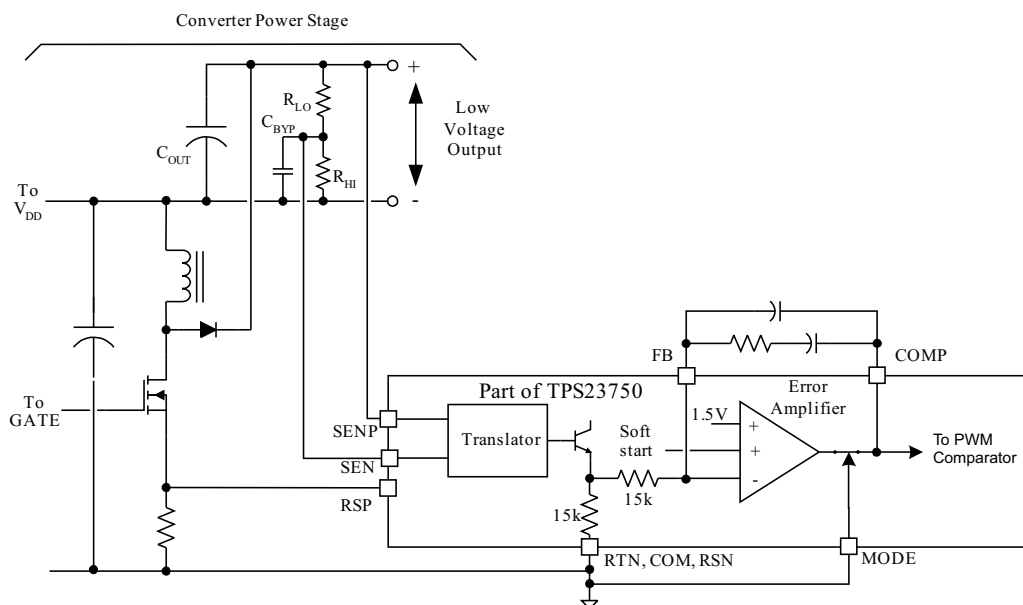 Converter Power Stage
+
R_LO
C_BYP
Low
Voltage
Output
C_OUT
R_HI
To
V_DD
-
FB
COMP
Part of TPS23750
Error
Amplifier
To
GATE
1.5V
+
SENP
Translator
Soft
start
+
To PWM
Comparator
SEN
-
15k
RSP
15k
RTN, COM, RSN
MODE